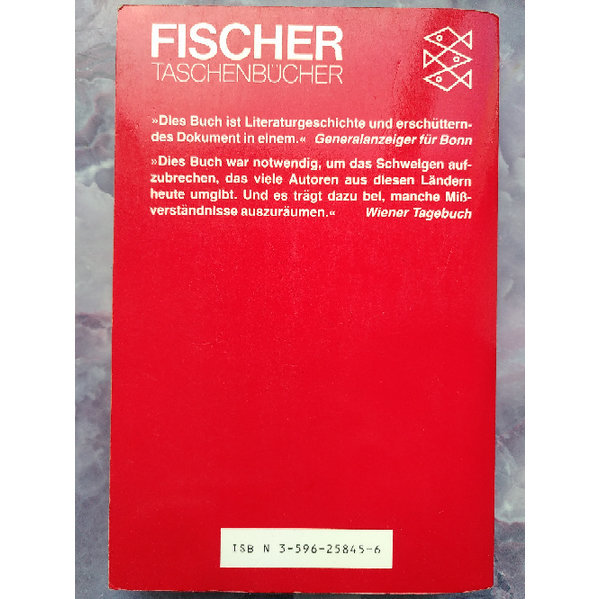 FISCHER
TASCHENBÜCHER
»Dies Buch ist Literaturgeschichte und erschüttern-
des Dokument in einem.« Generalanzeiger für Bonn
»Dies Buch war notwendig, um das Schweigen auf-
zubrechen, das viele Autoren aus diesen Ländern
heute umgibt. Und es trägt dazu bei, manche Miß-
verständnisse auszuräumen.« Wiener Tagebuch
ISBN 3-596-25845-6